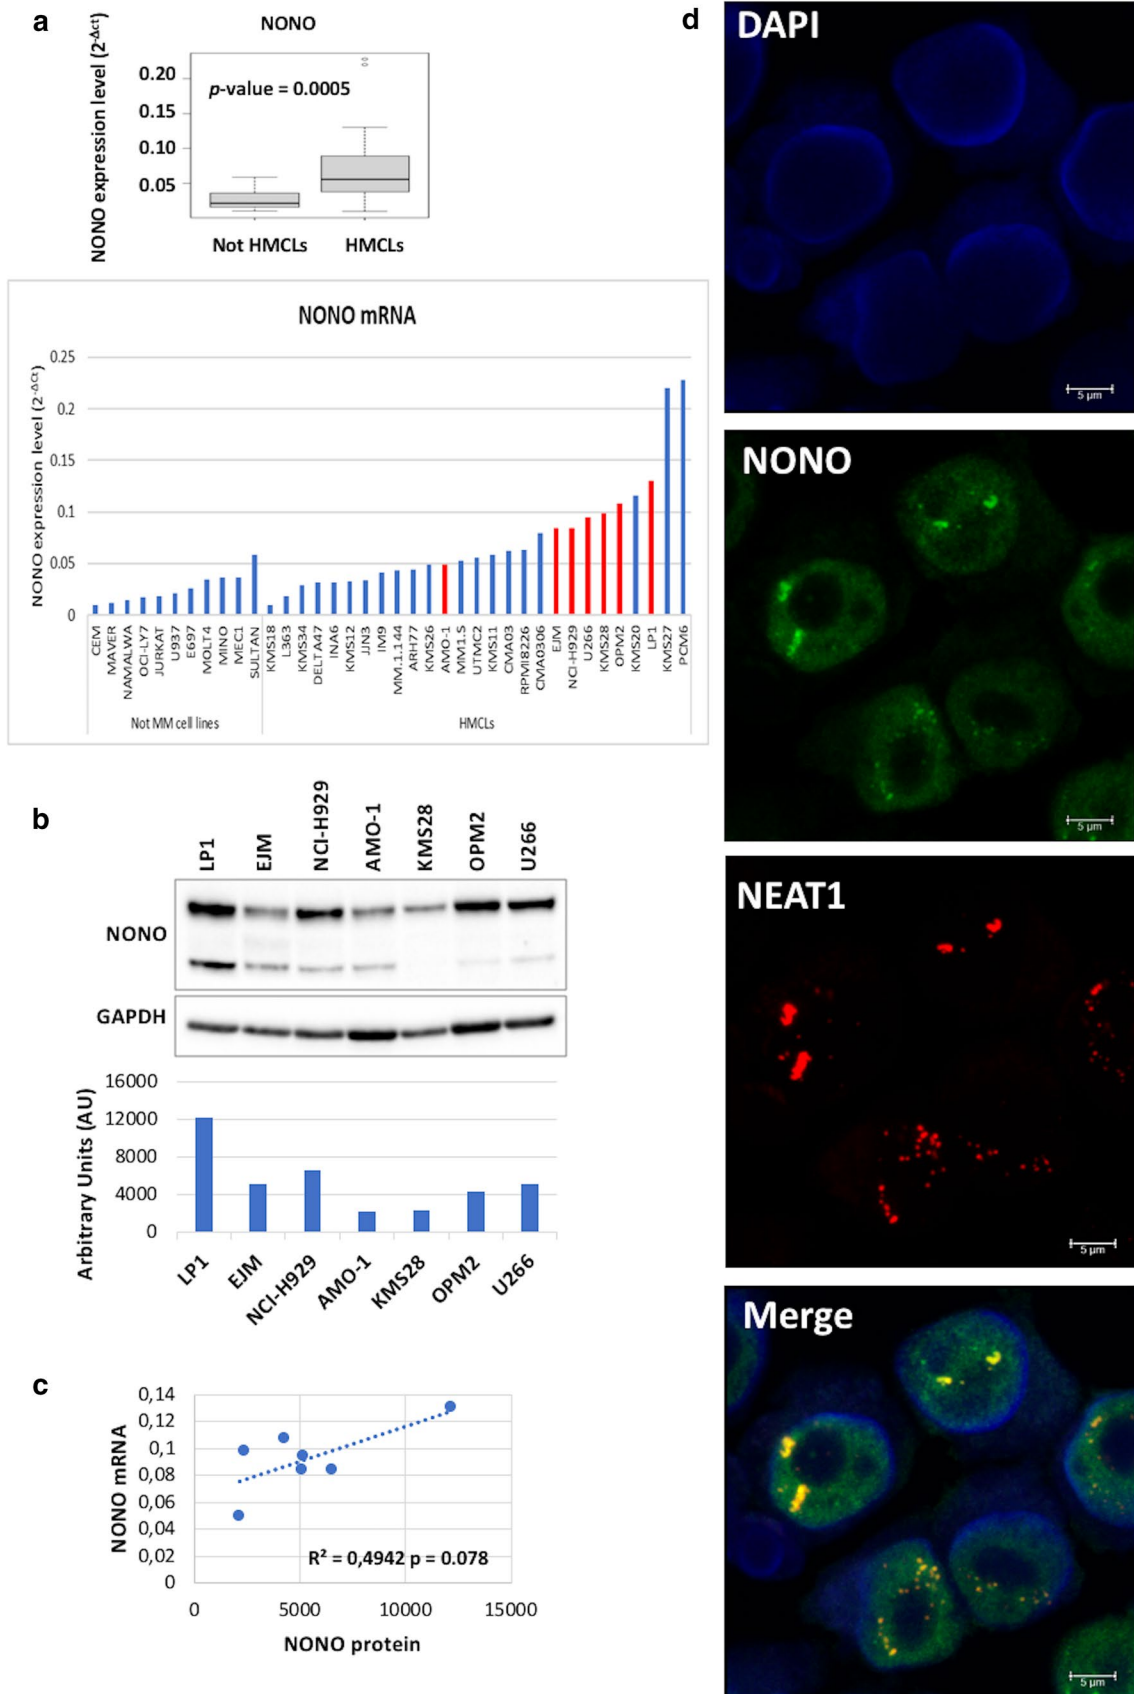 a
NONO
NONO expression level (2-Δct)
0.20
0.15
0.10
0.05
p-value = 0.0005
Not HMCLs
HMCLs
NONO mRNA
NONO expression level (2-ΔCt)
0.25
0.2
0.15
0.1
0.05
0
CEM
MAVER
NAMALWA
OCI-LY7
JURKAT
U937
E697
MOLT4
MINO
MEC1
SULTAN
KMS18
L363
KMS34
DELTA47
INA6
KMS12
JJN3
IM9
MM.1.144
ARH77
KMS26
AMO-1
MM1.S
UTMC2
KMS11
CMA03
RPMI8226
CMA0306
EJM
NCI-H929
U266
KMS28
OPM2
KMS20
LP1
KMS27
PCM6
Not MM cell lines
HMCLs
b
LP1
EJM
NCI-H929
AMO-1
KMS28
OPM2
U266
NONO
GAPDH
Arbitrary Units (AU)
16000
12000
8000
4000
0
LP1
EJM
NCI-H929
AMO-1
KMS28
OPM2
U266
c
NONO mRNA
0,14
0,12
0,1
0,08
0,06
0,04
0,02
0
R² = 0,4942 p = 0.078
0
5000
10000
15000
NONO protein
d
DAPI
5 µm
NONO
5 µm
NEAT1
5 µm
Merge
5 µm